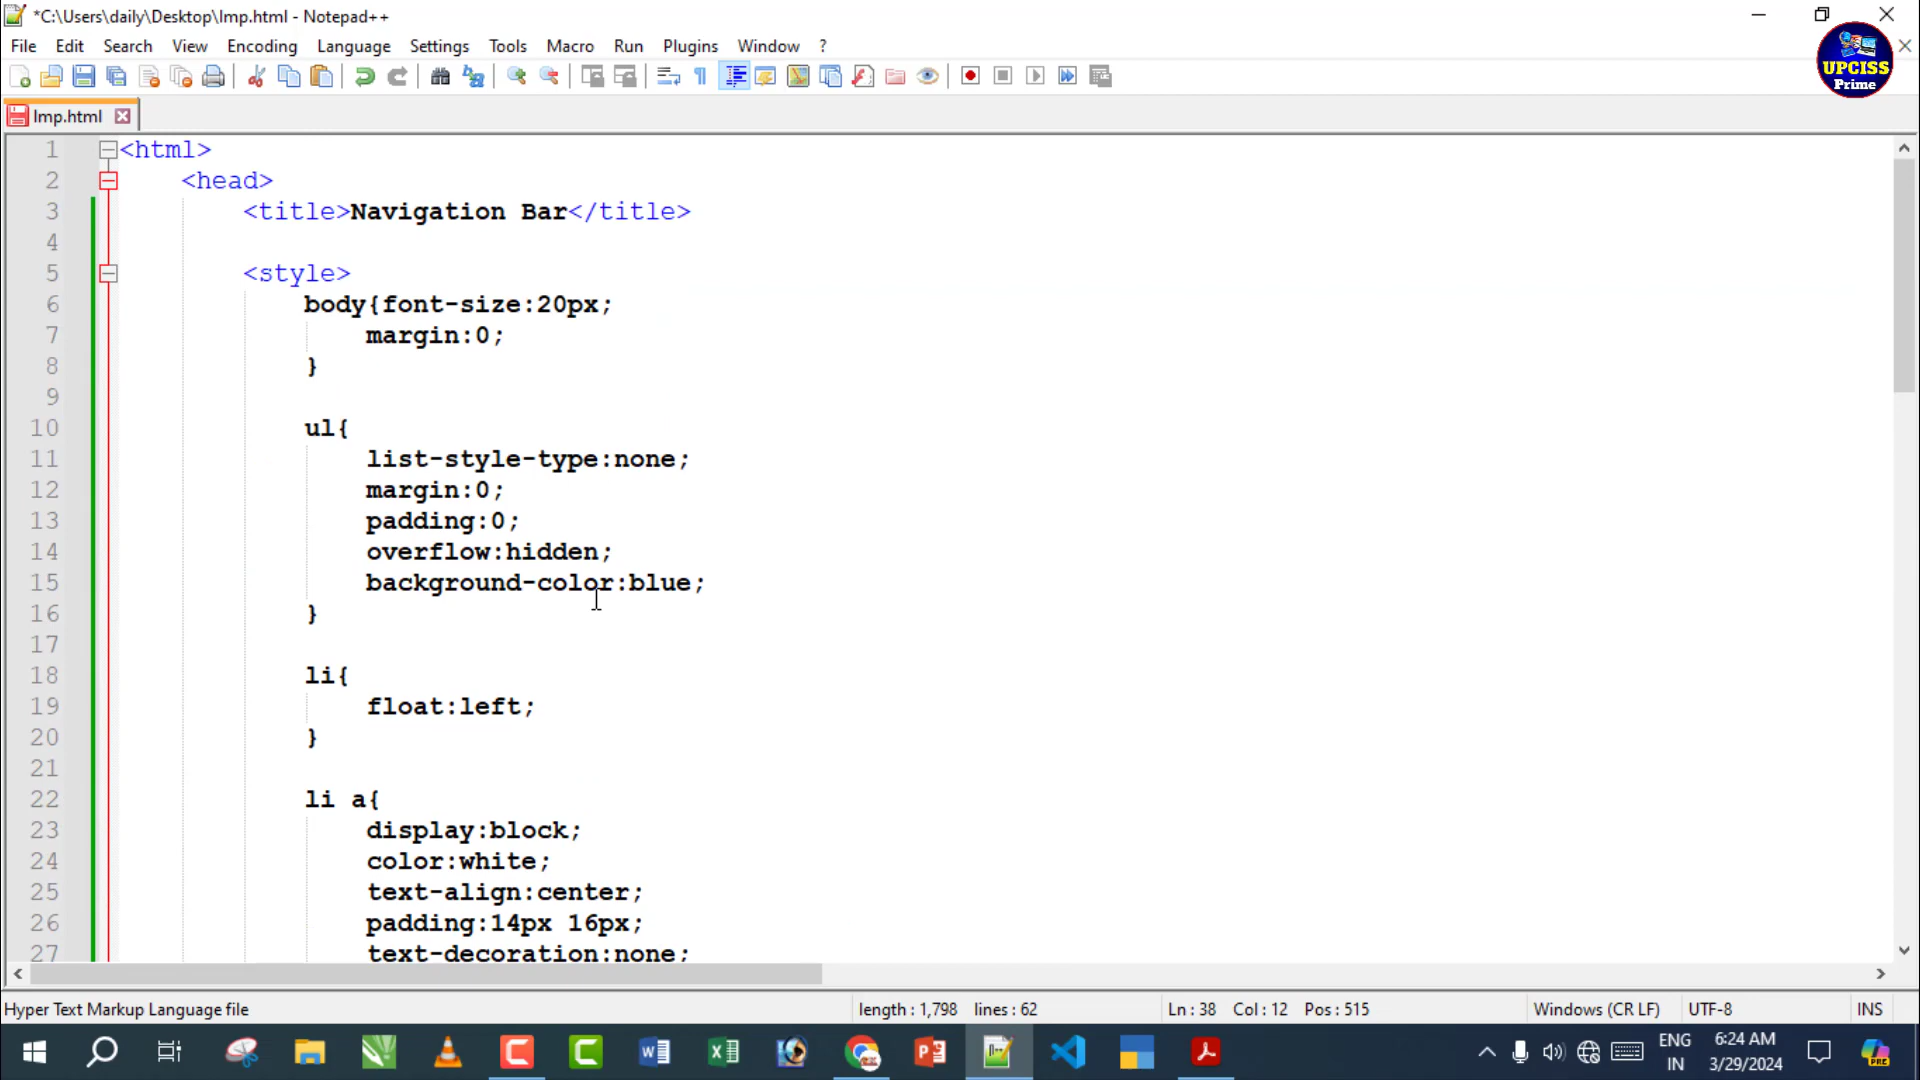 *C:\Users\daily\Desktop\Imp.html - Notepad++
File Edit Search View Encoding Language Settings Tools Macro Run Plugins Window ?
UPCISS
Prime
Imp.html
1 <html>
2 <head>
3 <title>Navigation Bar</title>
4
5 <style>
6 body{font-size:20px;
7 margin:0;
8 }
9
10 ul{
11 list-style-type:none;
12 margin:0;
13 padding:0;
14 overflow:hidden;
15 background-color:blue;
16 }
17
18 li{
19 float:left;
20 }
21
22 li a{
23 display:block;
24 color:white;
25 text-align:center;
26 padding:14px 16px;
27 text-decoration:none;
Hyper Text Markup Language file length : 1,798 lines : 62 Ln : 38 Col : 12 Pos : 515 Windows (CR LF) UTF-8 INS
ENG 6:24 AM
IN 3/29/2024